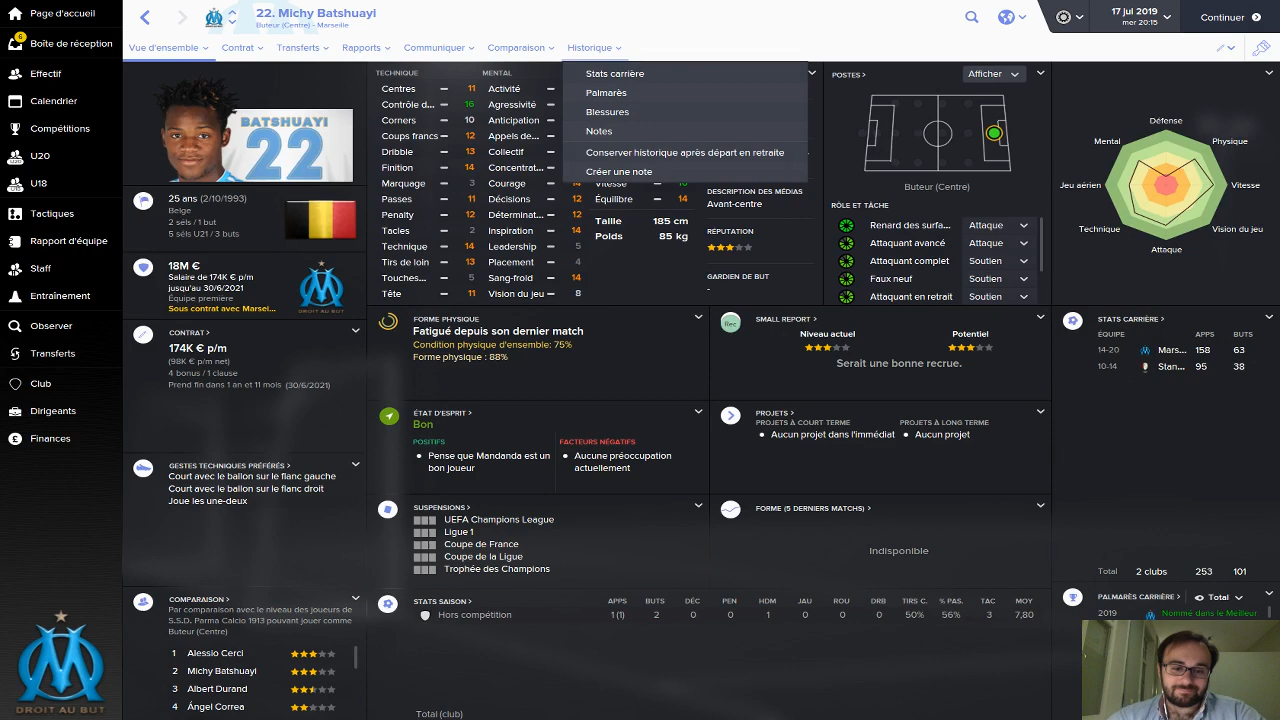 Page d'accueil
22. Michy Batshuayi
Buteur (Centre) - Marseille
17 jul 2019
mer 20:15
Continuer
6
Boîte de réception
Vue d'ensemble
Contrat
Transferts
Rapports
Communiquer
Comparaison
Historique
Effectif
Calendrier
Compétitions
U20
U20
U18
U18
Tactiques
Rapport d'équipe
Staff
Entraînement
Observer
Transferts
Club
Dirigeants
Finances
DROIT AU BUT
BATSHUAYI
22
25 ans (2/10/1993)
Belge
2 séls / 1 but
5 séls U21 / 3 buts
18M €
Salaire de 174K € p/m
jusqu'au 30/6/2021
Équipe première
Sous contrat avec Marsei...
DROIT AU BUT
CONTRAT >
174K € p/m
(98K € p/m net)
4 bonus / 1 clause
Prend fin dans 1 an et 11 mois (30/6/2021)
GESTES TECHNIQUES PRÉFÉRÉS >
Court avec le ballon sur le flanc gauche
Court avec le ballon sur le flanc droit
Joue les une-deux
COMPARAISON >
Par comparaison avec le niveau des joueurs de
S.S.D. Parma Calcio 1913 pouvant jouer comme
Buteur (Centre)
1 Alessio Cerci
2 Michy Batshuayi
3 Albert Durand
4 Ángel Correa
TECHNIQUE MENTAL
Centres 11 Activité
Contrôle d... 16 Agressivité
Corners 10 Anticipation
Coups francs 12 Appels de...
Dribble 13 Collectif
Finition 14 Concentrat...
Marquage 3 Courage 14 Vitesse 16
Passes 11 Décisions 12 Équilibre 14
Penalty 12 Déterminat... 12
Tacles 2 Inspiration 14
Technique 14 Leadership 5
Tirs de loin 13 Placement 4
Touches... 5 Sang-froid 14
Tête 11 Vision du jeu 8
Taille 185 cm
Poids 85 kg
Stats carrière
Palmarès
Blessures
Notes
Conserver historique après départ en retraite
Créer une note
DESCRIPTION DES MÉDIAS
Avant-centre
RÉPUTATION
GARDIEN DE BUT
-
POSTES >
Afficher
Buteur (Centre)
RÔLE ET TÂCHE
Renard des surfa... Attaque
Attaquant avancé Attaque
Attaquant complet Soutien
Faux neuf Soutien
Attaquant en retrait Soutien
Défense
Physique
Vitesse
Vision du jeu
Attaque
Technique
Jeu aérien
Mental
FORME PHYSIQUE
Fatigué depuis son dernier match
Condition physique d'ensemble: 75%
Forme physique : 88%
Rec
SMALL REPORT >
Niveau actuel Potentiel
Serait une bonne recrue.
STATS CARRIÈRE >
ÉQUIPE APPS BUTS
14-20 Mars... 158 63
10-14 Stan... 95 38
Total 2 clubs 253 101
ÉTAT D'ESPRIT >
Bon
POSITIFS
Pense que Mandanda est un
bon joueur
FACTEURS NÉGATIFS
Aucune préoccupation
actuellement
PROJETS >
PROJETS À COURT TERME
Aucun projet dans l'immédiat
PROJETS À LONG TERME
Aucun projet
SUSPENSIONS >
UEFA Champions League
Ligue 1
Coupe de France
Coupe de la Ligue
Trophée des Champions
FORME (5 DERNIERS MATCHS) >
Indisponible
STATS SAISON > APPS BUTS DÉC PEN HDM JAU ROU DRB TIRS C. % PAS. TAC MOY
Hors compétition 1 (1) 2 0 0 1 0 0 0 50% 56% 3 7,80
Total (club)
PALMARÈS CARRIÈRE > Total
2019 Nommé dans le Meilleur